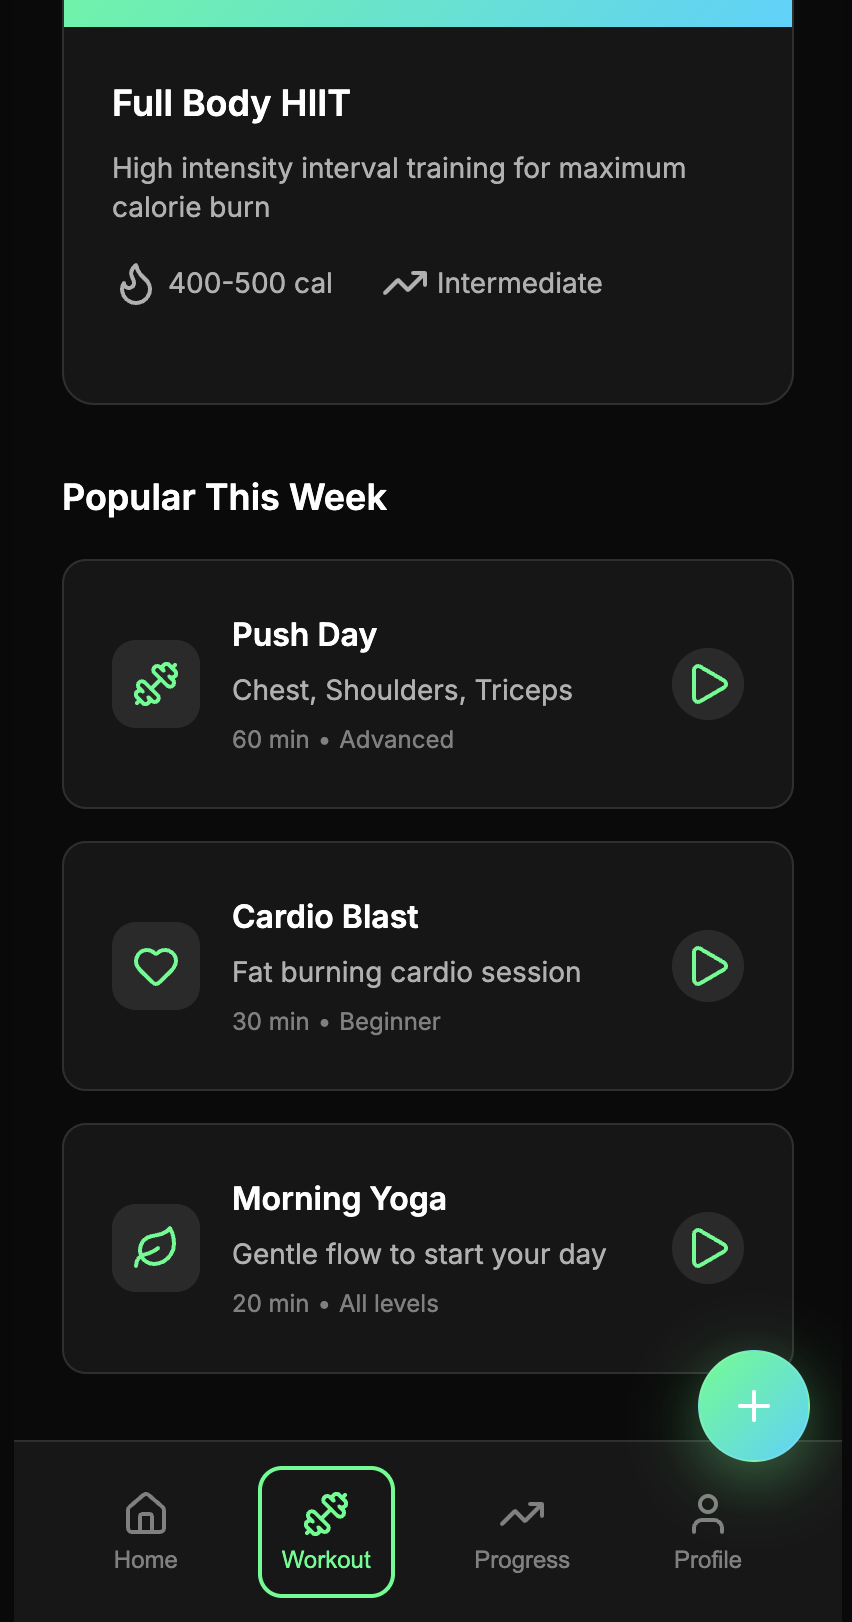 Full Body HIIT
High intensity interval training for maximum
calorie burn
400-500 cal
Intermediate
Popular This Week
Push Day
Chest, Shoulders, Triceps
60 min • Advanced
Cardio Blast
Fat burning cardio session
30 min • Beginner
Morning Yoga
Gentle flow to start your day
20 min • All levels
Home
Workout
Progress
Profile